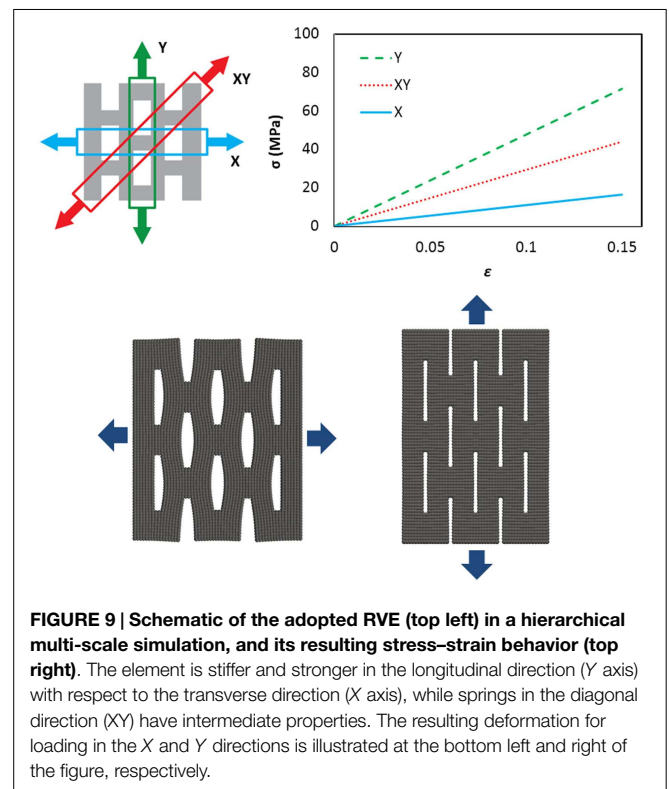 Y
XY
X
100
80
60
40
20
0
σ (MPa)
Y
XY
X
0
0.05
0.1
0.15
ε
FIGURE 9 | Schematic of the adopted RVE (top left) in a hierarchical
multi-scale simulation, and its resulting stress–strain behavior (top
right). The element is stiffer and stronger in the longitudinal direction (Y axis)
with respect to the transverse direction (X axis), while springs in the diagonal
direction (XY) have intermediate properties. The resulting deformation for
loading in the X and Y directions is illustrated at the bottom left and right of
the figure, respectively.